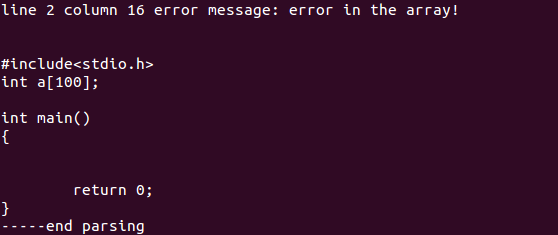 line 2 column 16 error message: error in the array!
#include<stdio.h>
int a[100];
int main()
{
return 0;
}
-----end parsing